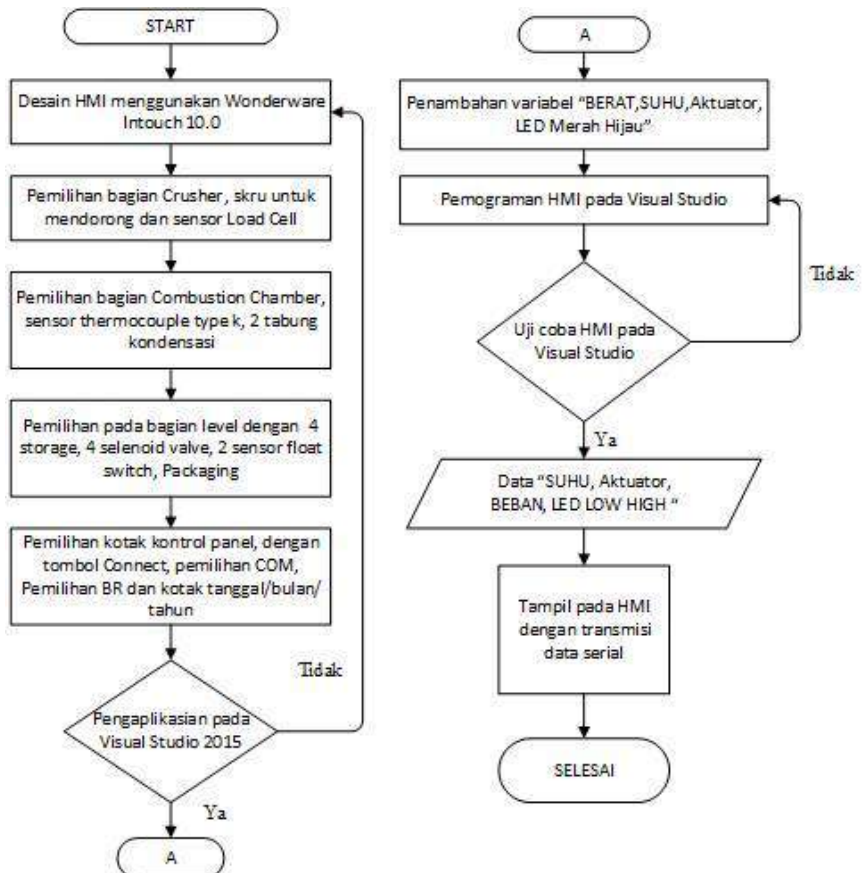 START
Desain HMI menggunakan Wonderware
Intouch 10.0
Pemilihan bagian Crusher, skru untuk
mendorong dan sensor Load Cell
Pemilihan bagian Combustion Chamber,
sensor thermocouple type k, 2 tabung
kondensasi
Pemilihan pada bagian level dengan 4
storage, 4 selenoid valve, 2 sensor float
switch, Packaging
Pemilihan kotak kontrol panel, dengan
tombol Connect, pemilihan COM,
Pemilihan BR dan kotak tanggal/bulan/
tahun
Tidak
Pengaplikasian pada
Visual Studio 2015
Ya
A
A
Penambahan variabel “BERAT,SUHU,Aktuator,
LED Merah Hijau”
Pemograman HMI pada Visual Studio
Tidak
Uji coba HMI pada
Visual Studio
Ya
Data “SUHU, Aktuator,
BEBAN, LED LOW HIGH “
Tampil pada HMI
dengan transmisi
data serial
SELESAI